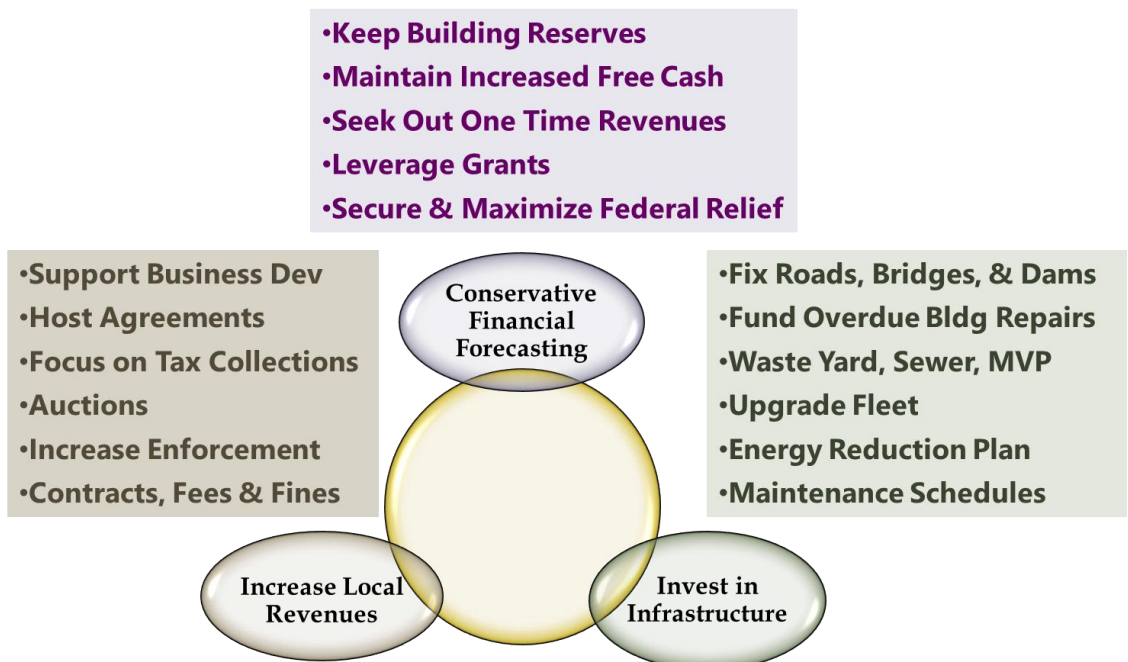 •Keep Building Reserves
•Maintain Increased Free Cash
•Seek Out One Time Revenues
•Leverage Grants
•Secure & Maximize Federal Relief
•Support Business Dev
•Host Agreements
•Focus on Tax Collections
•Auctions
•Increase Enforcement
•Contracts, Fees & Fines
Conservative
Financial
Forecasting
•Fix Roads, Bridges, & Dams
•Fund Overdue Bldg Repairs
•Waste Yard, Sewer, MVP
•Upgrade Fleet
•Energy Reduction Plan
•Maintenance Schedules
Increase Local
Revenues
Invest in
Infrastructure